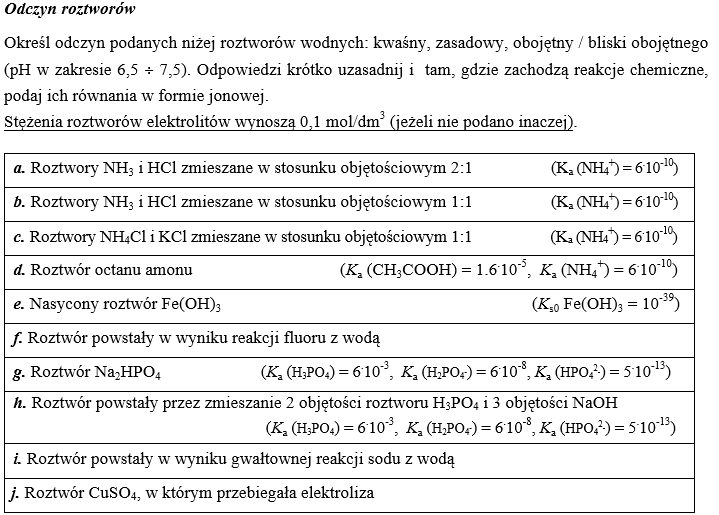 Odczyn roztworów
Określ odczyn podanych niżej roztworów wodnych: kwaśny, zasadowy, obojętny / bliski obojętnego
(pH w zakresie 6,5 ÷ 7,5). Odpowiedzi krótko uzasadnij i tam, gdzie zachodzą reakcje chemiczne,
podaj ich równania w formie jonowej.
Stężenia roztworów elektrolitów wynoszą 0,1 mol/dm³ (jeżeli nie podano inaczej).
a. Roztwory NH₃ i HCl zmieszane w stosunku objętościowym 2:1 (Kₐ (NH₄⁺) = 6·10⁻¹⁰)
b. Roztwory NH₃ i HCl zmieszane w stosunku objętościowym 1:1 (Kₐ (NH₄⁺) = 6·10⁻¹⁰)
c. Roztwory NH₄Cl i KCl zmieszane w stosunku objętościowym 1:1 (Kₐ (NH₄⁺) = 6·10⁻¹⁰)
d. Roztwór octanu amonu (Kₐ (CH₃COOH) = 1.6·10⁻⁵, Kₐ (NH₄⁺) = 6·10⁻¹⁰)
e. Nasycony roztwór Fe(OH)₃ (Kₛ₀ Fe(OH)₃ = 10⁻³⁹)
f. Roztwór powstały w wyniku reakcji fluoru z wodą
g. Roztwór Na₂HPO₄ (Kₐ (H₃PO₄) = 6·10⁻³, Kₐ (H₂PO₄⁻) = 6·10⁻⁸, Kₐ (HPO₄²⁻) = 5·10⁻¹³)
h. Roztwór powstały przez zmieszanie 2 objętości roztworu H₃PO₄ i 3 objętości NaOH
(Kₐ (H₃PO₄) = 6·10⁻³, Kₐ (H₂PO₄⁻) = 6·10⁻⁸, Kₐ (HPO₄²⁻) = 5·10⁻¹³)
i. Roztwór powstały w wyniku gwałtownej reakcji sodu z wodą
j. Roztwór CuSO₄, w którym przebiegała elektroliza